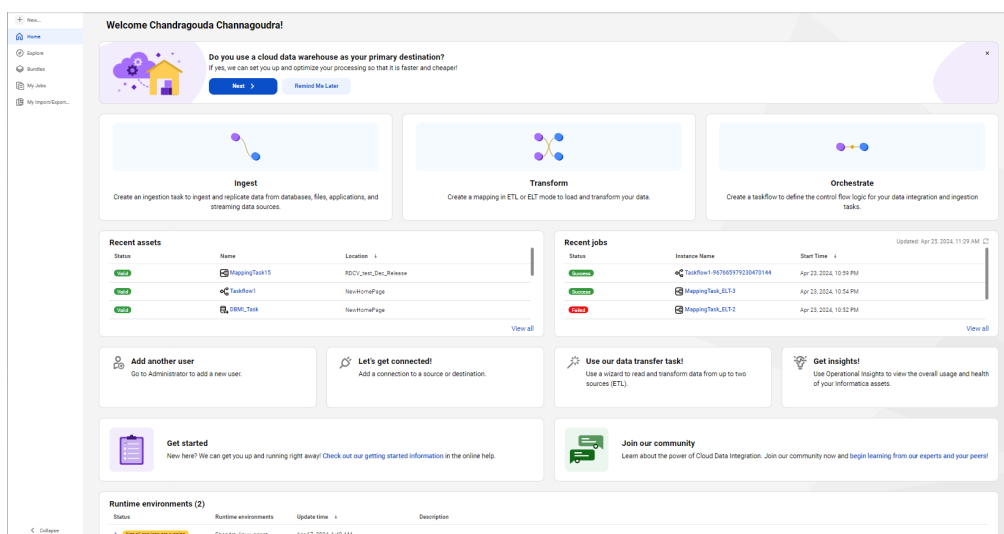 New...
Home
Explore
Bundles
My Jobs
My Import/Export...
Collapse
Welcome Chandragouda Channagoudra!
Do you use a cloud data warehouse as your primary destination?
If yes, we can set you up and optimize your processing so that it is faster and cheaper!
Next
Remind Me Later
Ingest
Create an ingestion task to ingest and replicate data from databases, files, applications, and
streaming data sources.
Transform
Create a mapping in ETL or ELT mode to load and transform your data.
Orchestrate
Create a taskflow to define the control flow logic for your data integration and ingestion
tasks.
Recent assets
Status Name Location
Valid MappingTask15 RDCV_test_Dec_Release
Valid Taskflow1 NewHomePage
Valid DBMI_Task NewHomePage
View all
Recent jobs Updated: Apr 25, 2024, 11:29 AM
Status Instance Name Start Time
Success Taskflow1-967665979230470144 Apr 23, 2024, 10:59 PM
Success MappingTask_ELT-3 Apr 23, 2024, 10:54 PM
Failed MappingTask_ELT-2 Apr 23, 2024, 10:52 PM
View all
Add another user
Go to Administrator to add a new user.
Let's get connected!
Add a connection to a source or destination.
Use our data transfer task!
Use a wizard to read and transform data from up to two
sources (ETL).
Get insights!
Use Operational Insights to view the overall usage and health
of your Informatica assets.
Get started
New here? We can get you up and running right away! Check out our getting started information in the online help.
Join our community
Learn about the power of Cloud Data Integration. Join our community now and begin learning from our experts and your peers!
Runtime environments (2)
Status Runtime environments Update time Description